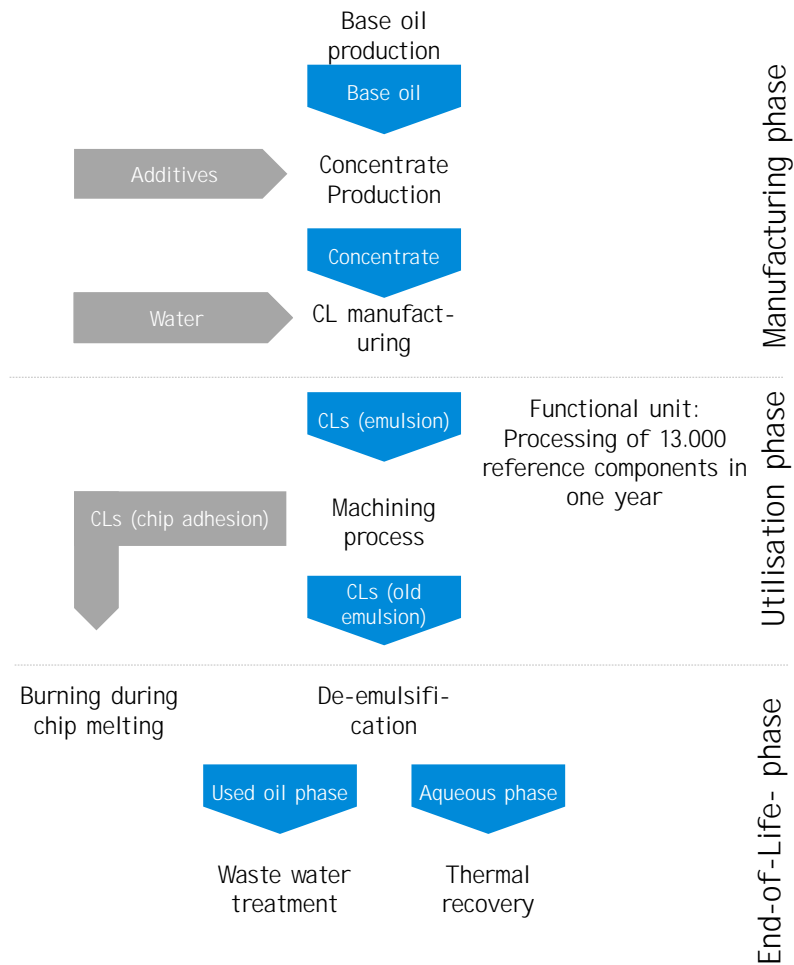 Base oil
production
Base oil
Additives
Concentrate
Production
Concentrate
Water
CL manufact-
uring
Manufacturing phase
CLs (emulsion)
Functional unit:
Processing of 13.000
reference components in
one year
CLs (chip adhesion)
Machining
process
CLs (old
emulsion)
Utilisation phase
Burning during
chip melting
De-emulsifi-
cation
Used oil phase
Aqueous phase
Waste water
treatment
Thermal
recovery
End-of-Life- phase